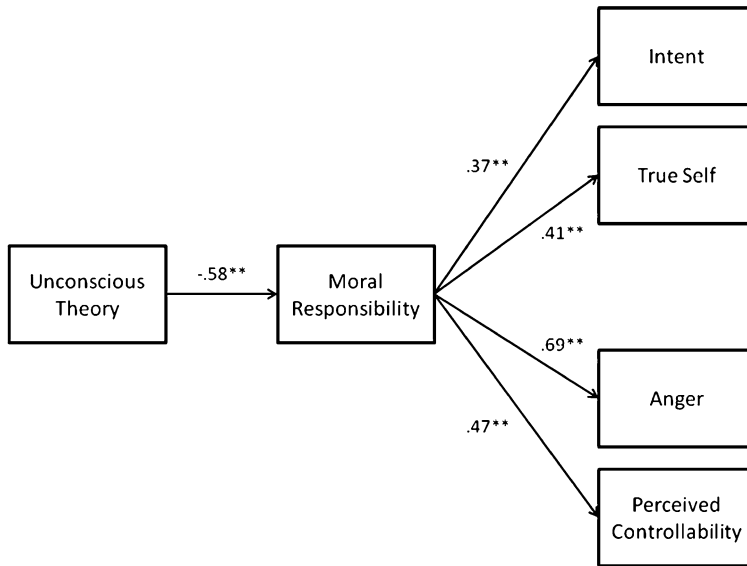 Intent
.37**
True Self
.41**
Unconscious
Theory
-.58**
Moral
Responsibility
.69**
Anger
.47**
Perceived
Controllability